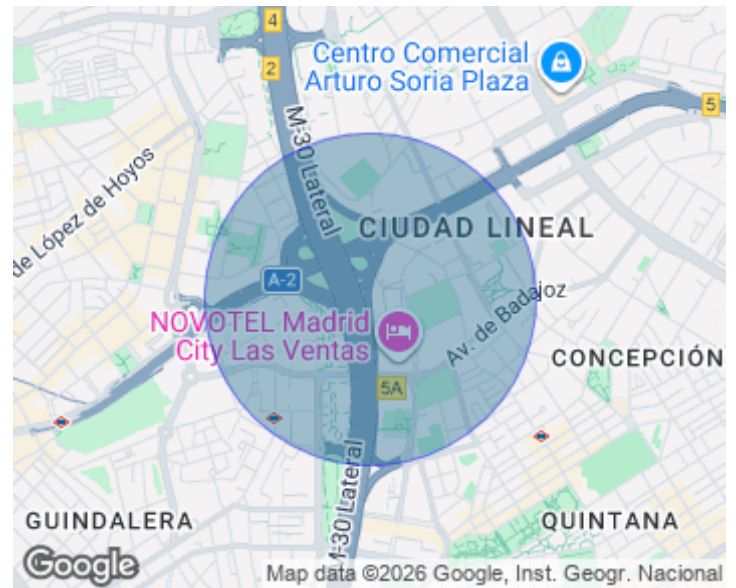 4
2
Centro Comercial
Arturo Soria Plaza
5
M-30 Lateral
de López de Hoyos
CIUDAD LINEAL
A-2
NOVOTEL Madrid
City Las Ventas
Av. de Badajoz
CONCEPCIÓN
5A
M-30 Lateral
GUINDALERA
QUINTANA
Google
Map data ©2026 Google, Inst. Geogr. Nacional